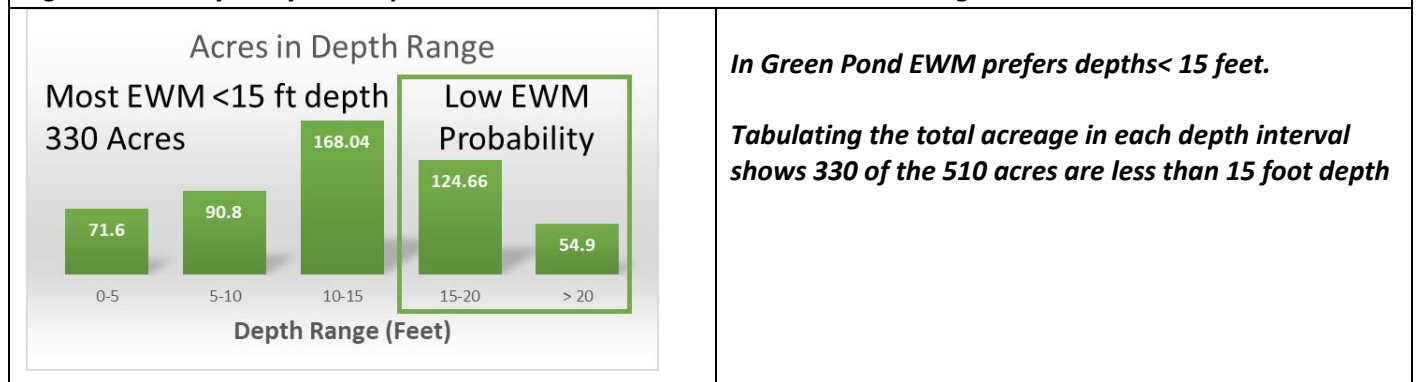 Acres in Depth Range
Most EWM <15 ft depth
330 Acres
Low EWM
Probability
71.6
90.8
168.04
124.66
54.9
0-5
5-10
10-15
15-20
> 20
Depth Range (Feet)
In Green Pond EWM prefers depths< 15 feet.
Tabulating the total acreage in each depth interval
shows 330 of the 510 acres are less than 15 foot depth